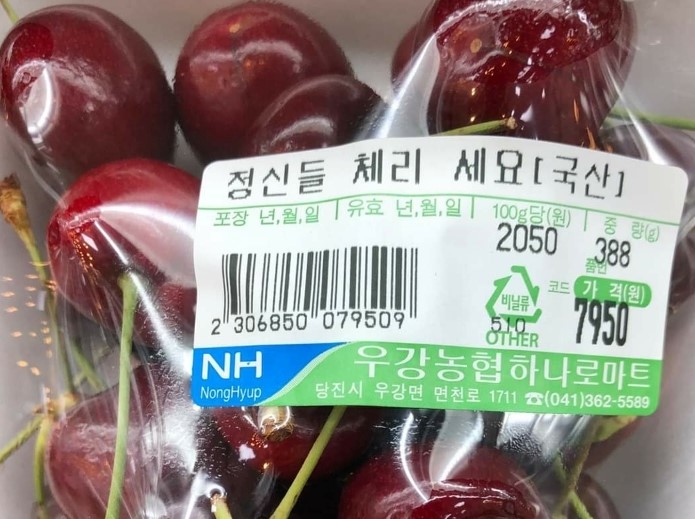 정신들 체리 세요[국산]
포장 년,월,일 유효 년,월,일 100g당(원) 중 량(g)
2050 388
품번
비닐류 코드 가 격(원)
510 7950
OTHER
2 306850 079509
NH 우강농협하나로마트
NongHyup 당진시 우강면 면천로 1711 ☎(041)362-5589